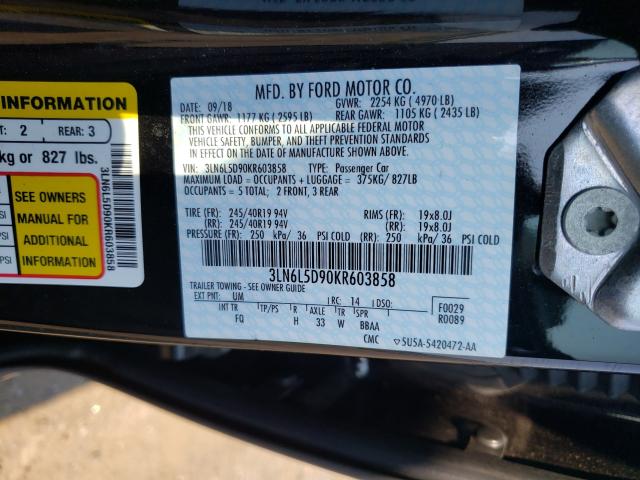 MFD. BY FORD MOTOR CO.
DATE: 09/18 GVWR: 2254 KG ( 4970 LB)
FRONT GAWR: 1177 KG ( 2595 LB) REAR GAWR: 1105 KG ( 2435 LB)
THIS VEHICLE CONFORMS TO ALL APPLICABLE FEDERAL MOTOR
VEHICLE SAFETY, BUMPER, AND THEFT PREVENTION STANDARDS
IN EFFECT ON THE DATE OF MANUFACTURE SHOWN ABOVE.
VIN: 3LN6L5D90KR603858 TYPE: Passenger Car
MAXIMUM LOAD = OCCUPANTS + LUGGAGE = 375KG/ 827LB
OCCUPANTS = 5 TOTAL; 2 FRONT, 3 REAR
TIRE (FR): 245/40R19 94V RIMS (FR): 19x8.0J
(RR): 245/40R19 94V (RR): 19x8.0J
PRESSURE (FR): 250 kPa/ 36 PSI COLD (RR): 250 kPa/ 36 PSI COLD
3LN6L5D90KR603858
TRAILER TOWING - SEE OWNER GUIDE
EXT PNT: UM RC: 14 DSO:
INT TR TP/PS R AXLE TR SPR
FQ H 33 W BBAA
F0029
R0089
CMC 5U5A-5420472-AA
INFORMATION
T: 2 REAR: 3
kg or 827 lbs.
SEE OWNERS
MANUAL FOR
ADDITIONAL
INFORMATION
PSI
PSI
3LN6L5D90KR603858